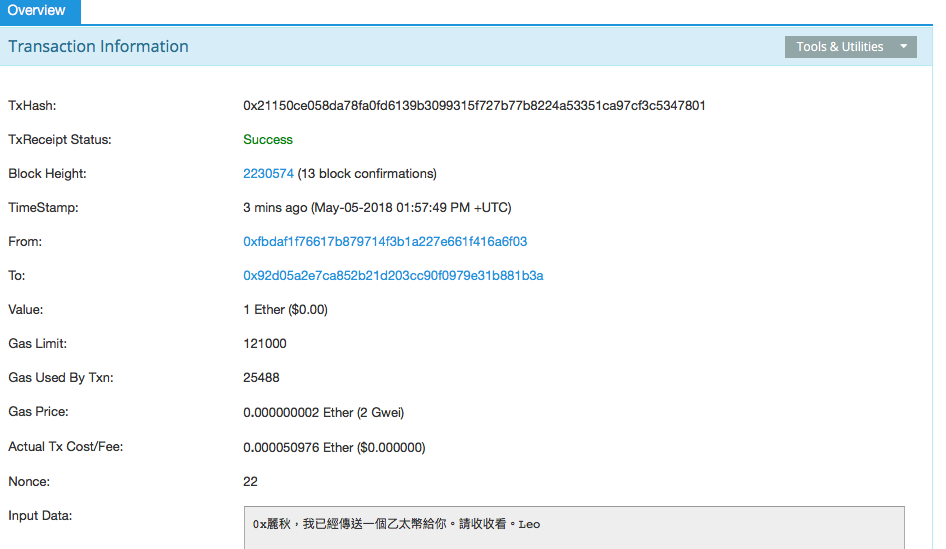 Overview
Transaction Information
Tools & Utilities
TxHash: 0x21150ce058da78fa0fd6139b3099315f727b77b8224a53351ca97cf3c5347801
TxReceipt Status: Success
Block Height: 2230574 (13 block confirmations)
TimeStamp: 3 mins ago (May-05-2018 01:57:49 PM +UTC)
From: 0xfbdaf1f76617b879714f3b1a227e661f416a6f03
To: 0x92d05a2e7ca852b21d203cc90f0979e31b881b3a
Value: 1 Ether ($0.00)
Gas Limit: 121000
Gas Used By Txn: 25488
Gas Price: 0.000000002 Ether (2 Gwei)
Actual Tx Cost/Fee: 0.000050976 Ether ($0.000000)
Nonce: 22
Input Data: 0x麗秋，我已經傳送一個乙太幣給你。請收收看。Leo